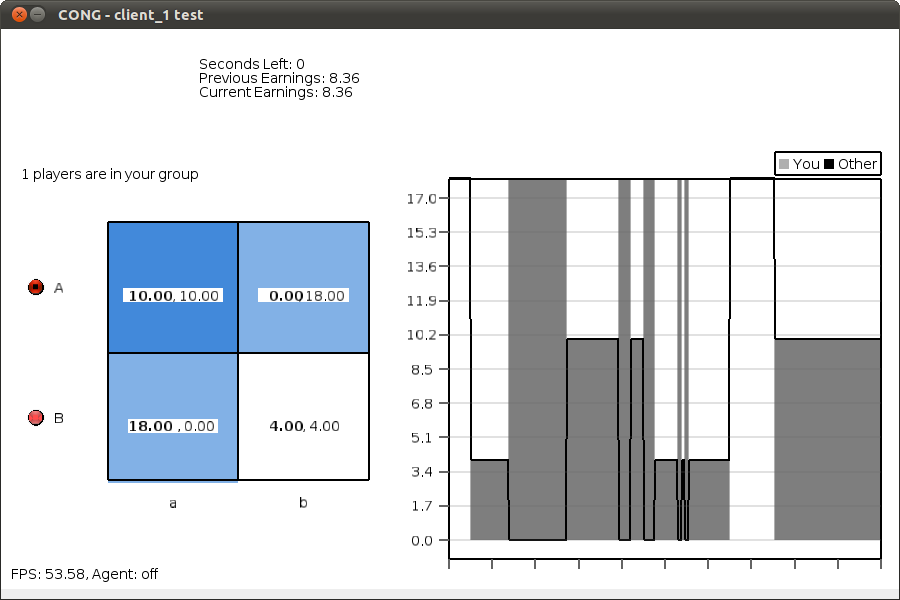 CONG - client_1 test
Seconds Left: 0
Previous Earnings: 8.36
Current Earnings: 8.36
1 players are in your group
A
10.00, 10.00
0.00 18.00
B
18.00 , 0.00
4.00, 4.00
a b
You Other
17.0
15.3
13.6
11.9
10.2
8.5
6.8
5.1
3.4
1.7
0.0
FPS: 53.58, Agent: off